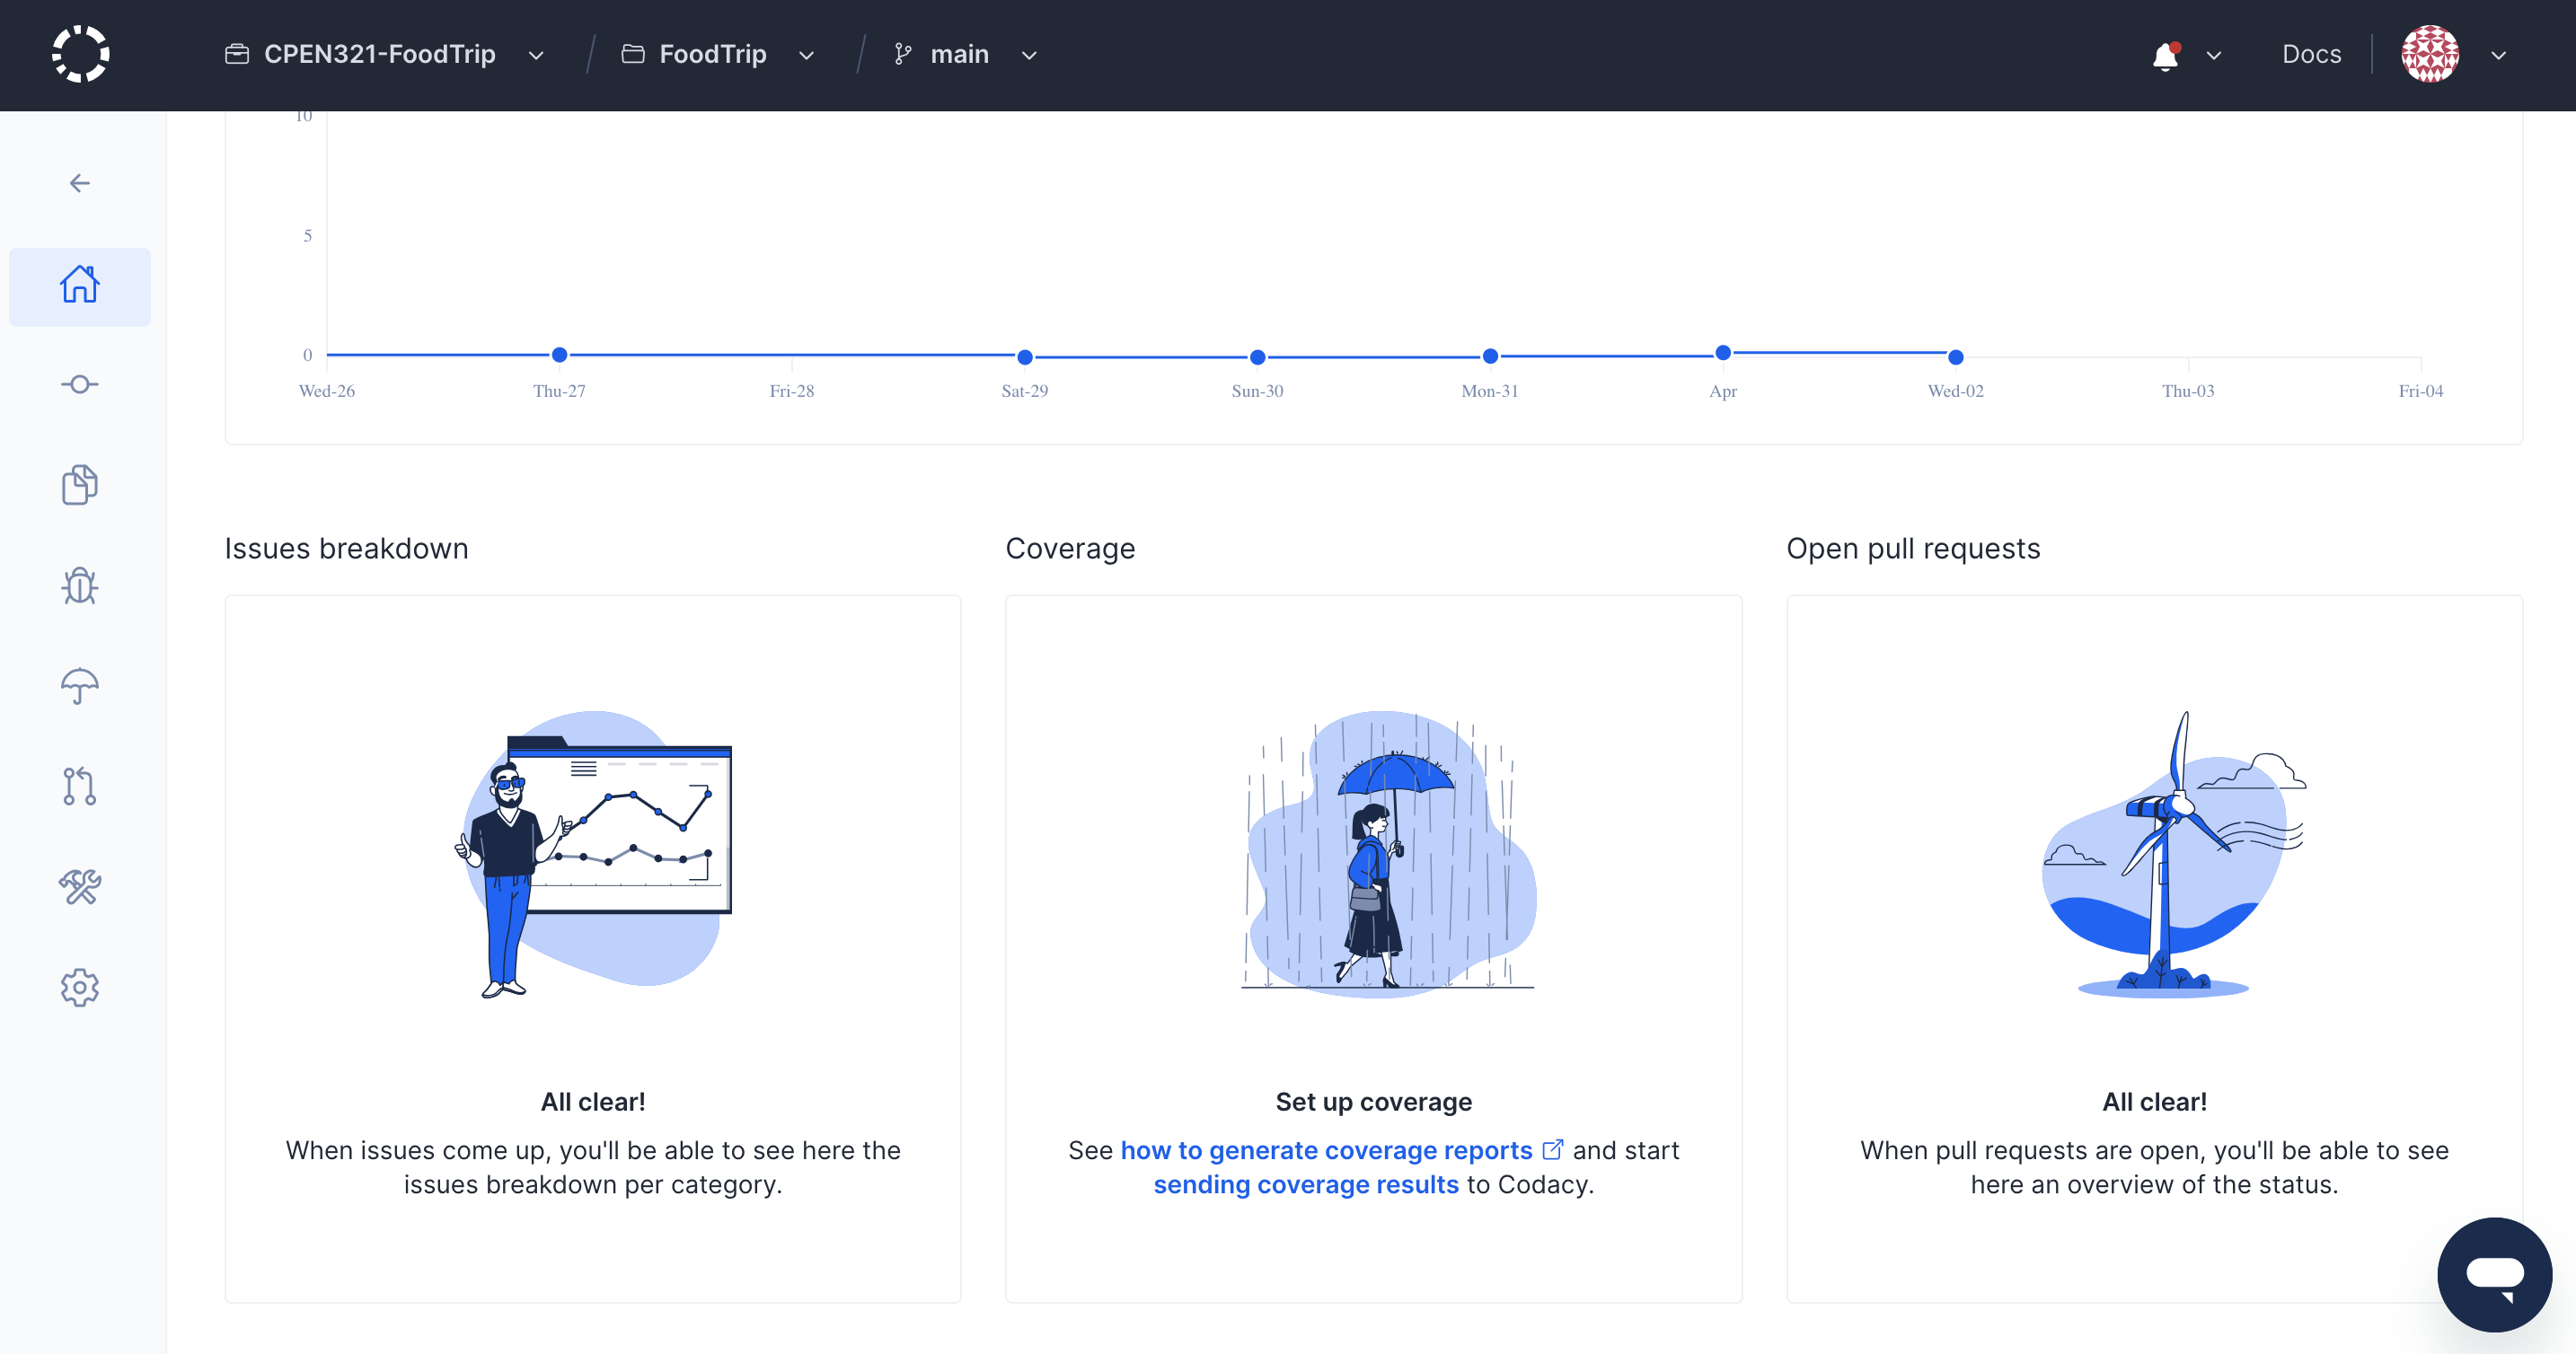 CPEN321-FoodTrip / FoodTrip / main Docs
10
5
0
Wed-26 Thu-27 Fri-28 Sat-29 Sun-30 Mon-31 Apr Wed-02 Thu-03 Fri-04
Issues breakdown
All clear!
When issues come up, you'll be able to see here the
issues breakdown per category.
Coverage
Set up coverage
See how to generate coverage reports and start
sending coverage results to Codacy.
Open pull requests
All clear!
When pull requests are open, you'll be able to see
here an overview of the status.